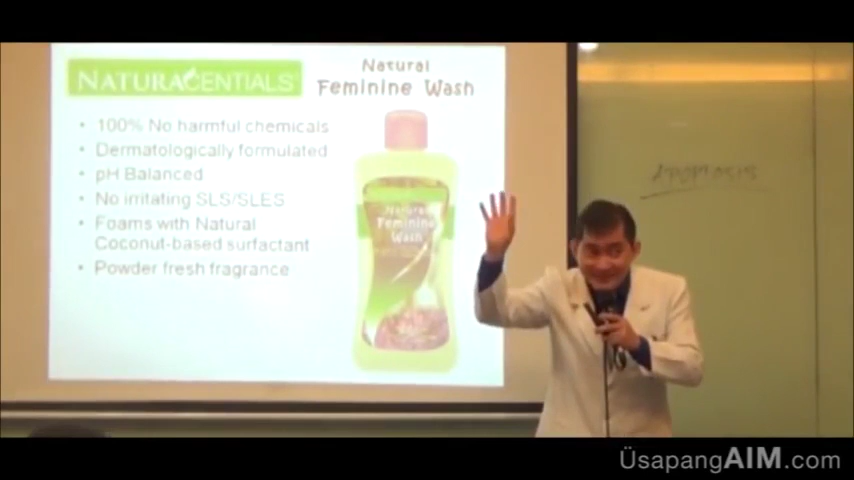 NATURACENTIALS
Natural
Feminine Wash
• 100% No harmful chemicals
• Dermatologically formulated
• pH Balanced
• No irritating SLS/SLES
• Foams with Natural
Coconut-based surfactant
• Powder fresh fragrance
Natural
Feminine
Wash
ÜsapangAIM.com